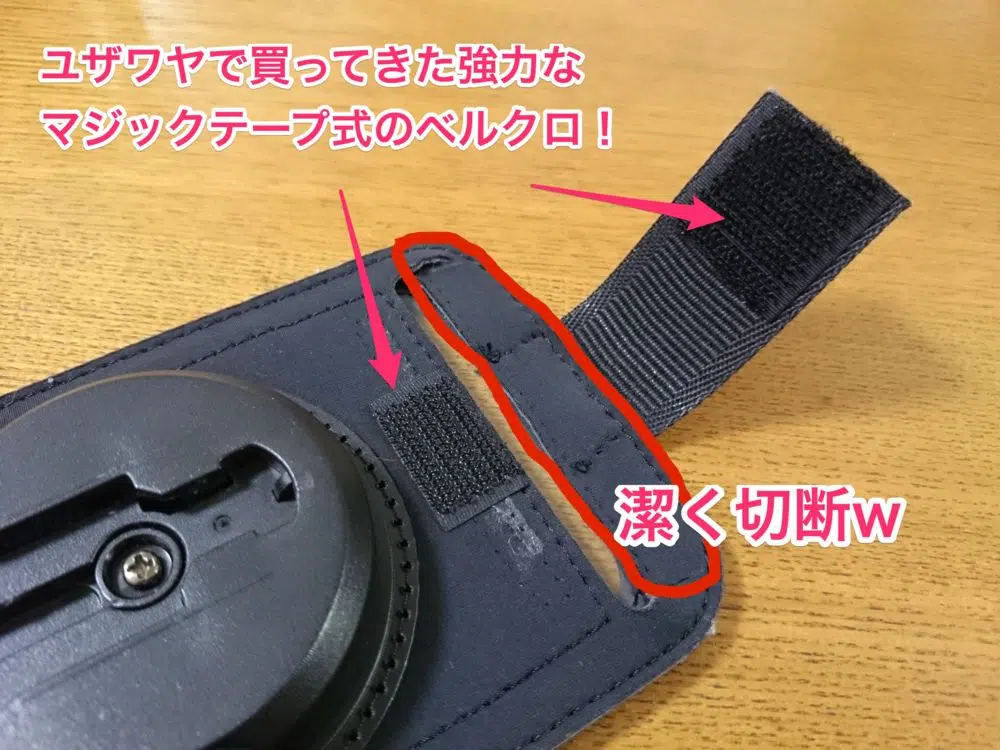 ユザワヤで買ってきた強力な
マジックテープ式のベルクロ！
潔く切断w